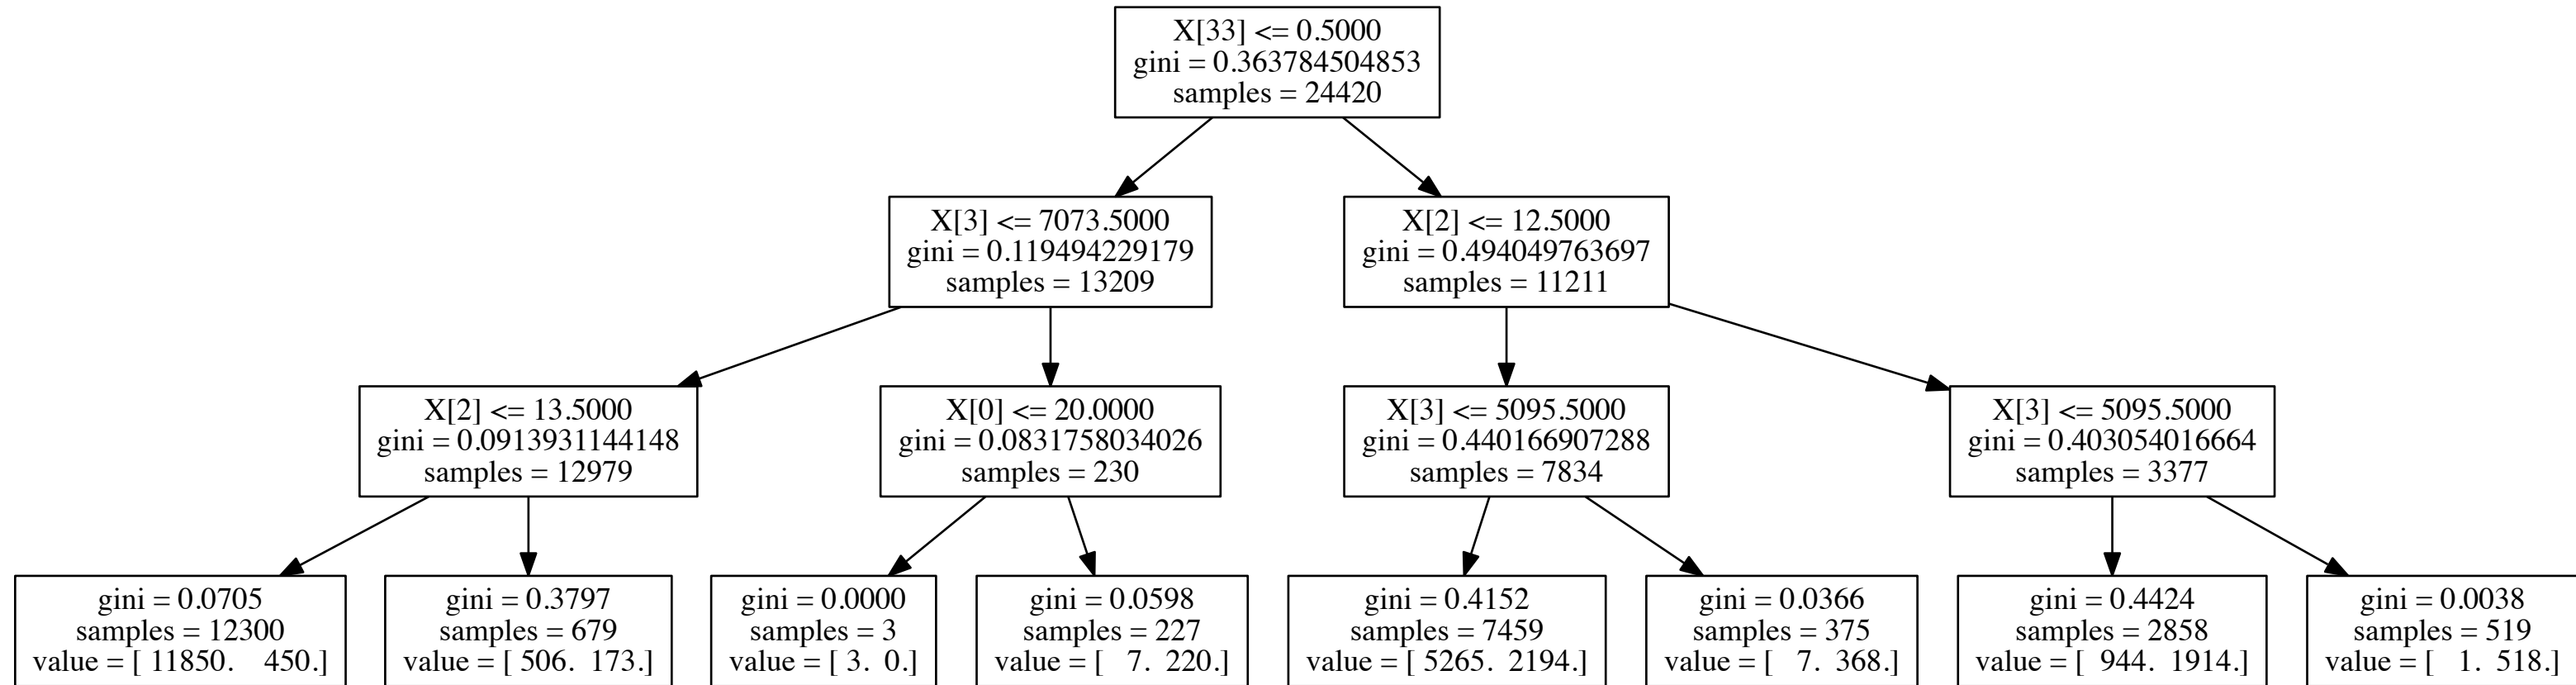 X[33] <= 0.5000
gini = 0.363784504853
samples = 24420
X[3] <= 7073.5000
gini = 0.119494229179
samples = 13209
X[2] <= 12.5000
gini = 0.494049763697
samples = 11211
X[2] <= 13.5000
gini = 0.0913931144148
samples = 12979
X[0] <= 20.0000
gini = 0.0831758034026
samples = 230
X[3] <= 5095.5000
gini = 0.440166907288
samples = 7834
X[3] <= 5095.5000
gini = 0.403054016664
samples = 3377
gini = 0.0705
samples = 12300
value = [ 11850.    450.]
gini = 0.3797
samples = 679
value = [ 506.  173.]
gini = 0.0000
samples = 3
value = [ 3.  0.]
gini = 0.0598
samples = 227
value = [   7.  220.]
gini = 0.4152
samples = 7459
value = [ 5265.  2194.]
gini = 0.0366
samples = 375
value = [   7.  368.]
gini = 0.4424
samples = 2858
value = [  944.  1914.]
gini = 0.0038
samples = 519
value = [   1.  518.]